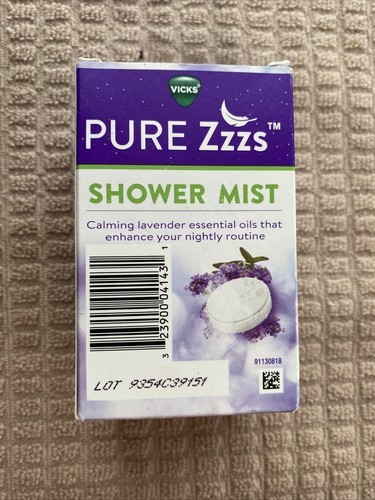 VICKS
PURE Zzzs™
SHOWER MIST
Calming lavender essential oils that
enhance your nightly routine
3 23900 04143 1
91130818
LOT 9354C39151